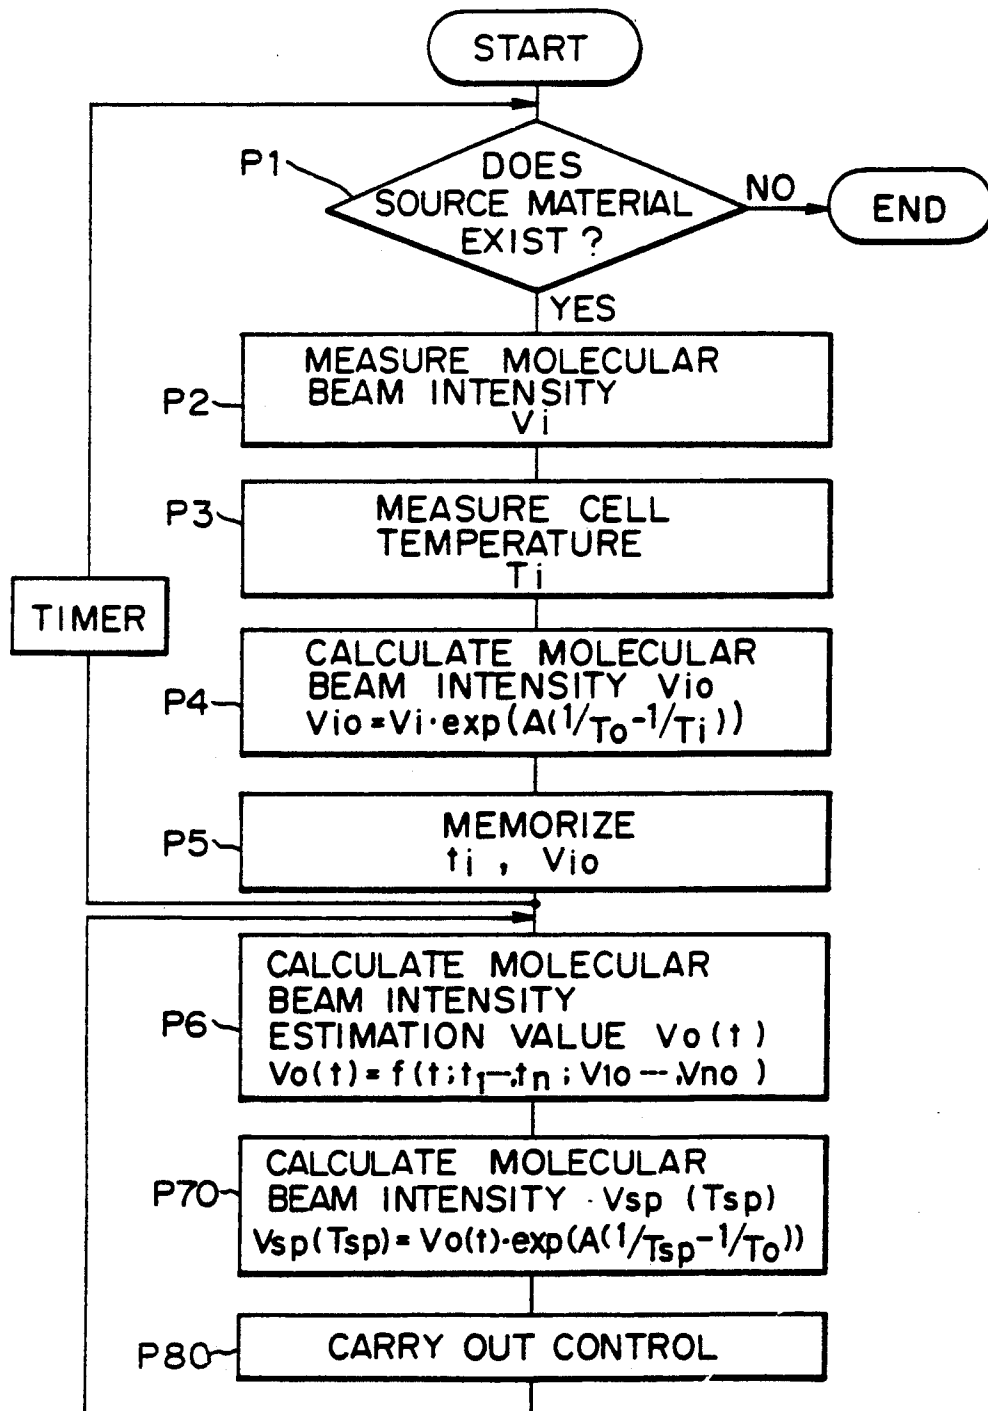 START
P1
DOES
SOURCE MATERIAL
EXIST ?
NO
END
YES
P2
MEASURE MOLECULAR
BEAM INTENSITY
Vi
P3
MEASURE CELL
TEMPERATURE
Ti
TIMER
P4
CALCULATE MOLECULAR
BEAM INTENSITY Vio
Vio = Vi·exp(A(1/To-1/Ti))
P5
MEMORIZE
ti , Vio
P6
CALCULATE MOLECULAR
BEAM INTENSITY
ESTIMATION VALUE Vo(t)
Vo(t) = f(t;t1--,tn;V1o--,Vno)
P70
CALCULATE MOLECULAR
BEAM INTENSITY Vsp (Tsp)
Vsp(Tsp) = Vo(t)·exp(A(1/Tsp-1/To))
P80
CARRY OUT CONTROL